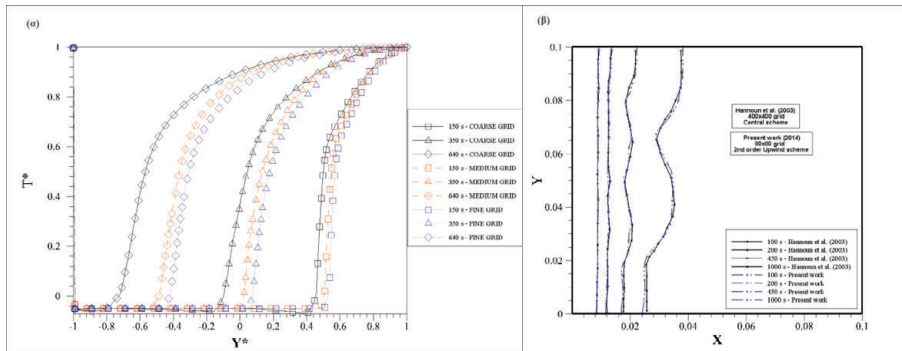 (α)
1
0.8
0.6
0.4
0.2
0
T*
-1
-0.8
-0.6
-0.4
-0.2
0
0.2
0.4
0.6
0.8
1
Y*
150 s - COARSE GRID
350 s - COARSE GRID
640 s - COARSE GRID
150 s - MEDIUM GRID
350 s - MEDIUM GRID
640 s - MEDIUM GRID
150 s - FINE GRID
350 s - FINE GRID
640 s - FINE GRID
(β)
0.1
0.08
0.06
0.04
0.02
0
Y
0.02
0.04
0.06
0.08
0.1
X
Hannoun et al. (2003)
400x400 grid
Central scheme
Present work (2014)
80x80 grid
2nd order Upwind scheme
100 s - Hannoun et al. (2003)
200 s - Hannoun et al. (2003)
450 s - Hannoun et al. (2003)
1000 s - Hannoun et al. (2003)
100 s - Present work
200 s - Present work
450 s - Present work
1000 s - Present work